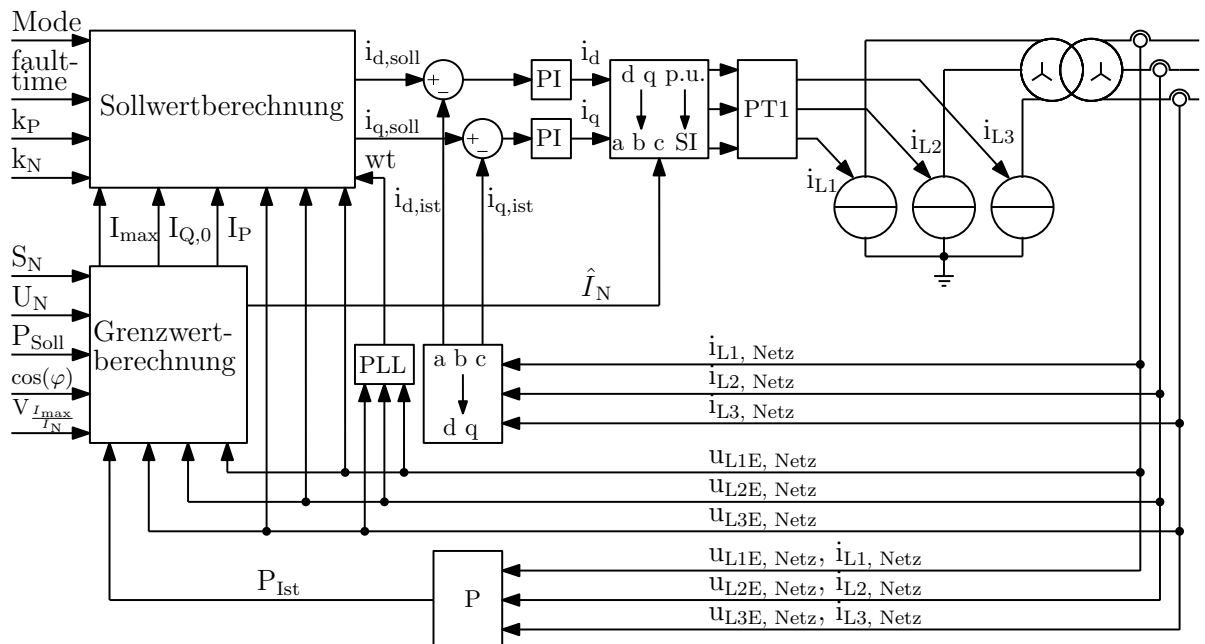 Mode
fault-
time
k_P
k_N
Sollwertberechnung
i_d,soll
i_q,soll
wt
+
−
+
−
PI
PI
i_d
i_q
d q p.u.
a b c SI
PT1
i_L1
i_L2
i_L3
i_d,ist
i_q,ist
I_max
I_Q,0
I_P
S_N
U_N
P_Soll
cos(φ)
V_I_max/I_N
Grenzwert-
berechnung
Î_N
PLL
a b c
d q
i_L1, Netz
i_L2, Netz
i_L3, Netz
u_L1E, Netz
u_L2E, Netz
u_L3E, Netz
P_Ist
P
u_L1E, Netz, i_L1, Netz
u_L2E, Netz, i_L2, Netz
u_L3E, Netz, i_L3, Netz